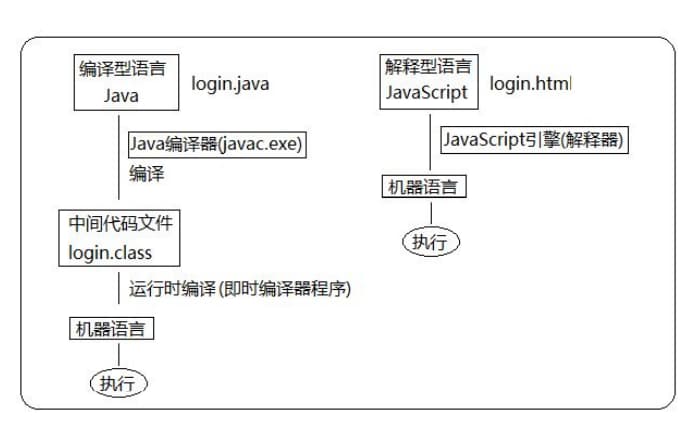 编译型语言
Java
login.java
Java编译器(javac.exe)
编译
中间代码文件
login.class
运行时编译(即时编译器程序)
机器语言
执行
解释型语言
JavaScript
login.html
JavaScript引擎(解释器)
机器语言
执行